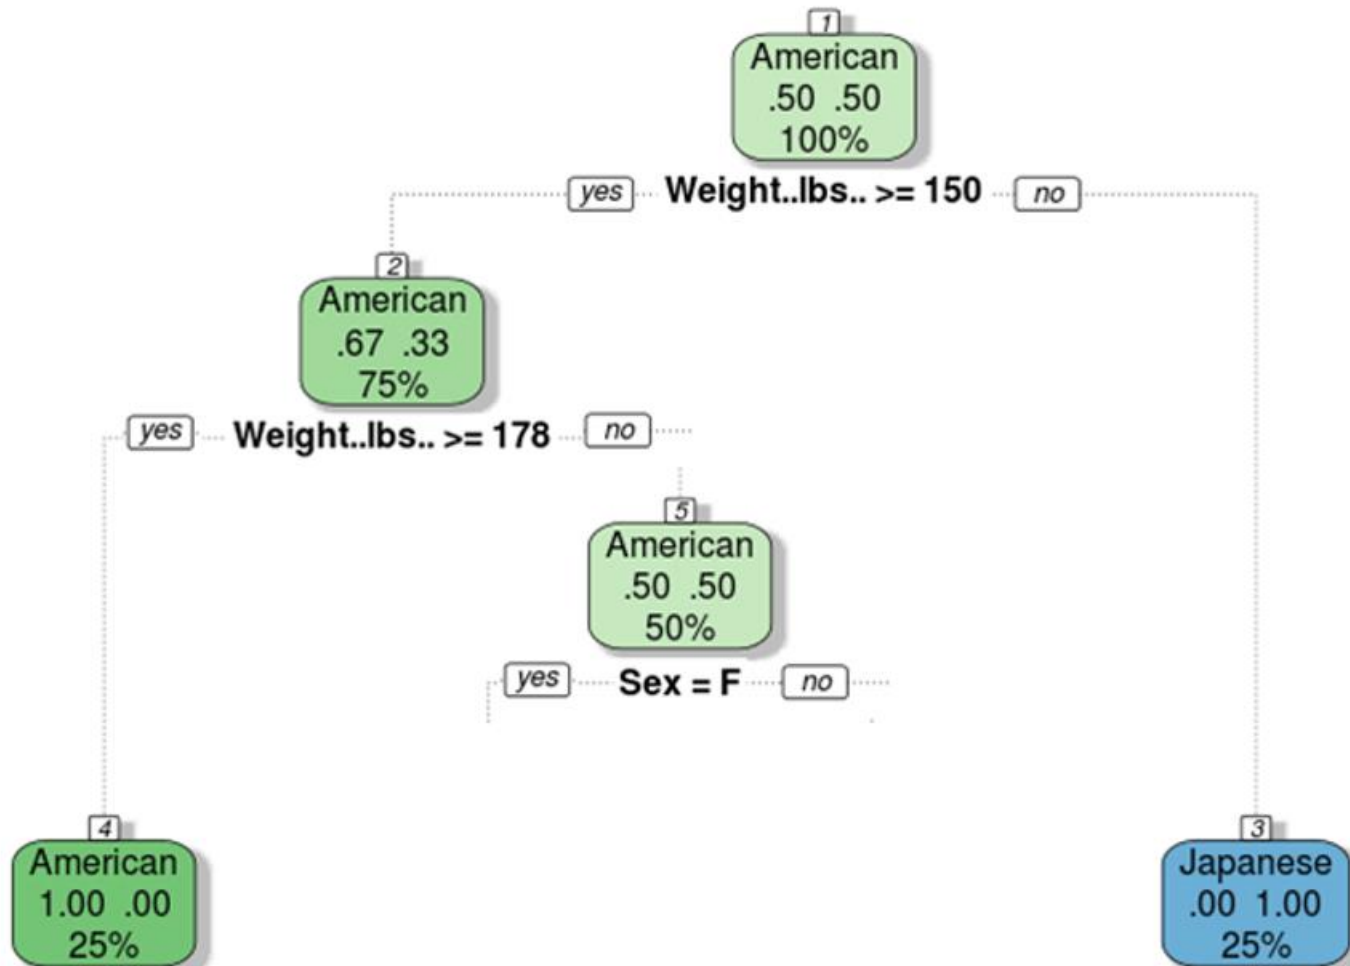 1
American
.50 .50
100%
yes Weight..lbs.. >= 150 no
2
American
.67 .33
75%
yes Weight..lbs.. >= 178 no
5
American
.50 .50
50%
yes Sex = F no
4
American
1.00 .00
25%
3
Japanese
.00 1.00
25%